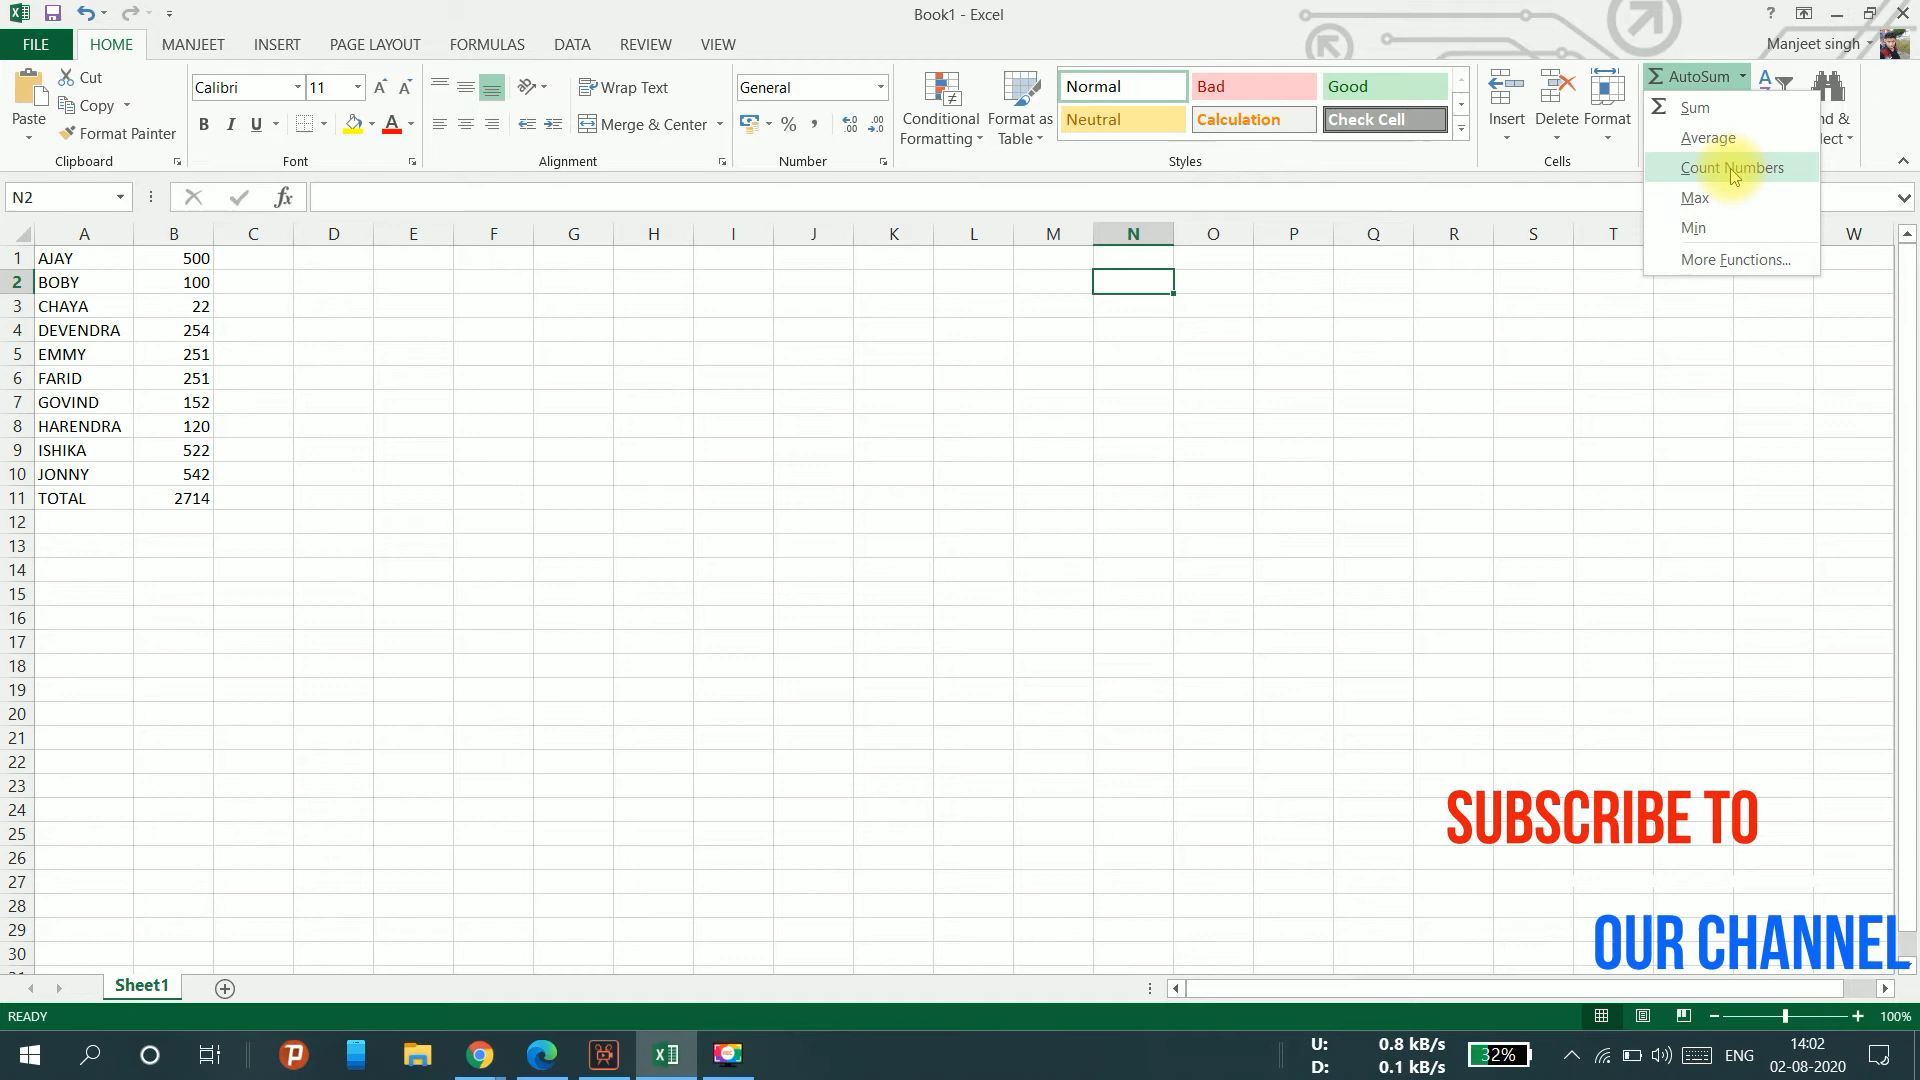 Book1 - Excel
FILE HOME MANJEET INSERT PAGE LAYOUT FORMULAS DATA REVIEW VIEW Manjeet singh
Cut Calibri 11 Wrap Text General Normal Bad Good AutoSum
Copy Paste Conditional Format as Insert Delete Format
Format Painter B I U Merge & Center % Formatting Table Neutral Calculation Check Cell
Clipboard Font Alignment Number Styles Cells
Sum
Average
Count Numbers
Max
Min
More Functions...
N2 fx
A B C D E F G H I J K L M N O P Q R S T W
1 AJAY 500
2 BOBY 100
3 CHAYA 22
4 DEVENDRA 254
5 EMMY 251
6 FARID 251
7 GOVIND 152
8 HARENDRA 120
9 ISHIKA 522
10 JONNY 542
11 TOTAL 2714
12
13
14
15
16
17
18
19
20
21
22
23
24
25
26
27
28
29
30
SUBSCRIBE TO
OUR CHANNEL
Sheet1
READY 100%
U: 0.8 kB/s 32% ENG 14:02
D: 0.1 kB/s 02-08-2020